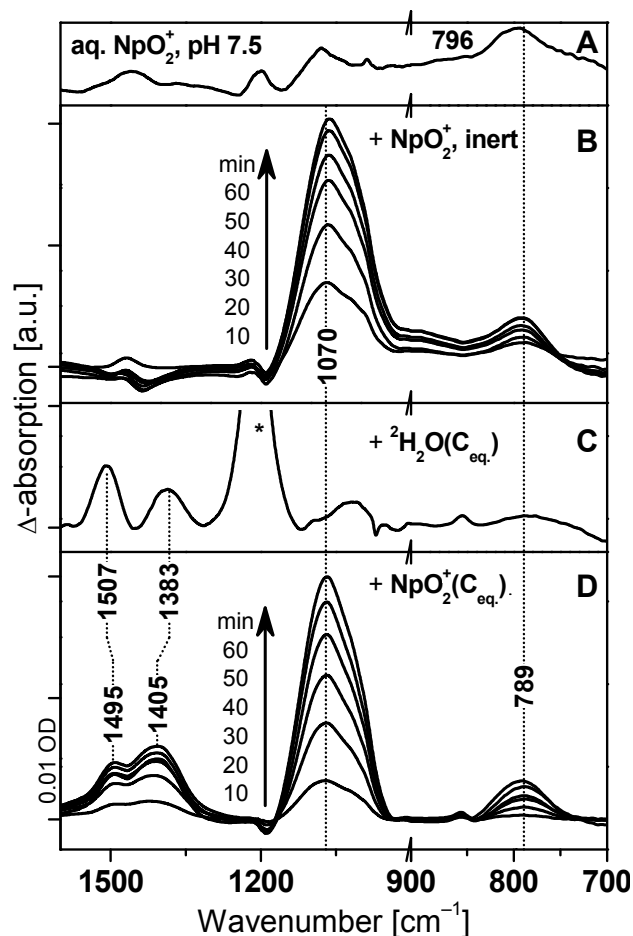 aq. NpO₂⁺, pH 7.5
796
A
+ NpO₂⁺, inert
B
min
60
50
40
30
20
10
1070
+ ²H₂O(C_eq.)
C
*
1507
1383
+ NpO₂⁺(C_eq.).
D
min
60
50
40
30
20
10
1495
1405
789
0.01 OD
Δ-absorption [a.u.]
1500
1200
900
800
700
Wavenumber [cm⁻¹]